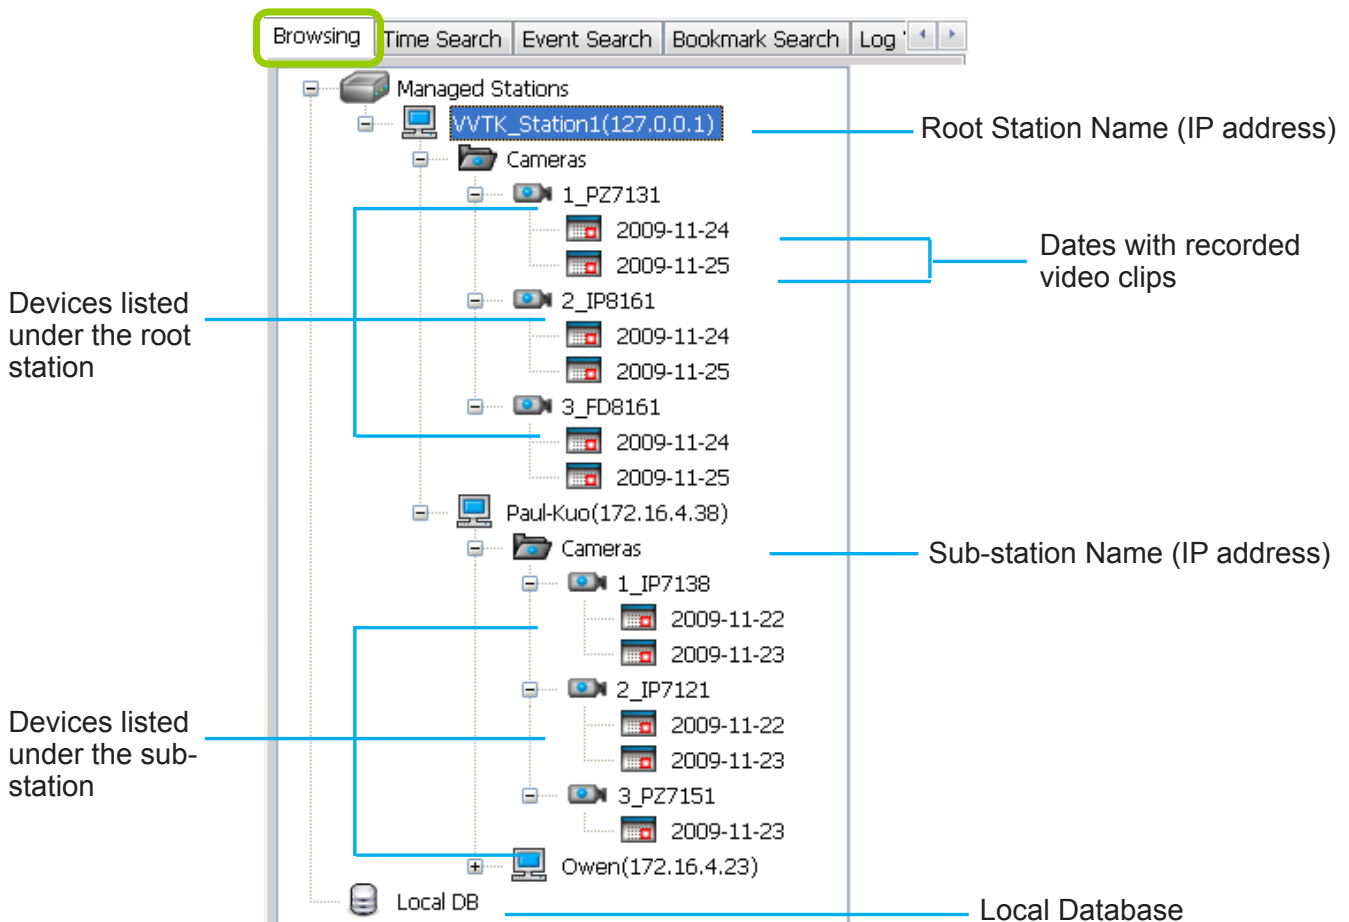 Browsing Time Search Event Search Bookmark Search Log
Managed Stations
VVTK_Station1(127.0.0.1)
Root Station Name (IP address)
Cameras
1_PZ7131
2009-11-24
2009-11-25
Dates with recorded
video clips
Devices listed
under the root
station
2_IP8161
2009-11-24
2009-11-25
3_FD8161
2009-11-24
2009-11-25
Paul-Kuo(172.16.4.38)
Cameras
Sub-station Name (IP address)
1_IP7138
2009-11-22
2009-11-23
2_IP7121
2009-11-22
2009-11-23
Devices listed
under the sub-
station
3_PZ7151
2009-11-23
Owen(172.16.4.23)
Local DB
Local Database